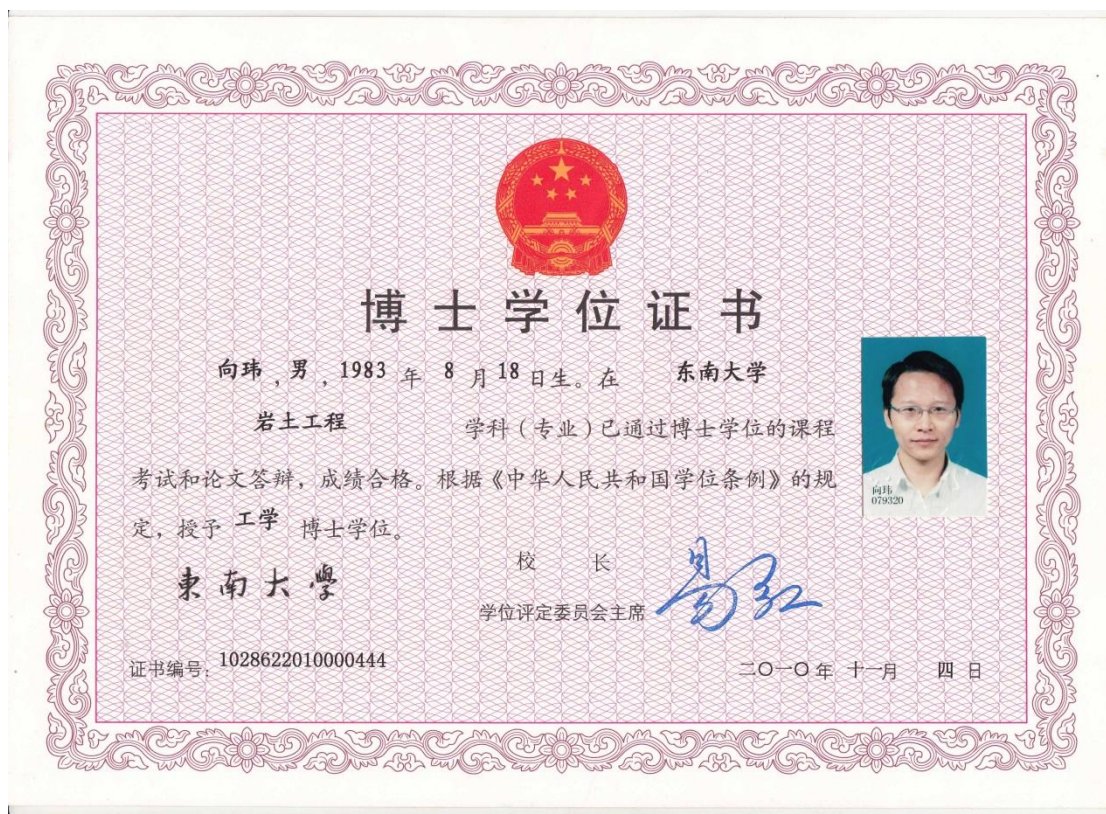 博士学位证书
向玮,男,1983年 8月18日生。在 东南大学
岩土工程 学科(专业)已通过博士学位的课程
考试和论文答辩,成绩合格。根据《中华人民共和国学位条例》的规
定,授予 工学 博士学位。
向玮
079320
東南大學
校 长
学位评定委员会主席
易红
证书编号:1028622010000444
二〇一〇年 十一月 四日